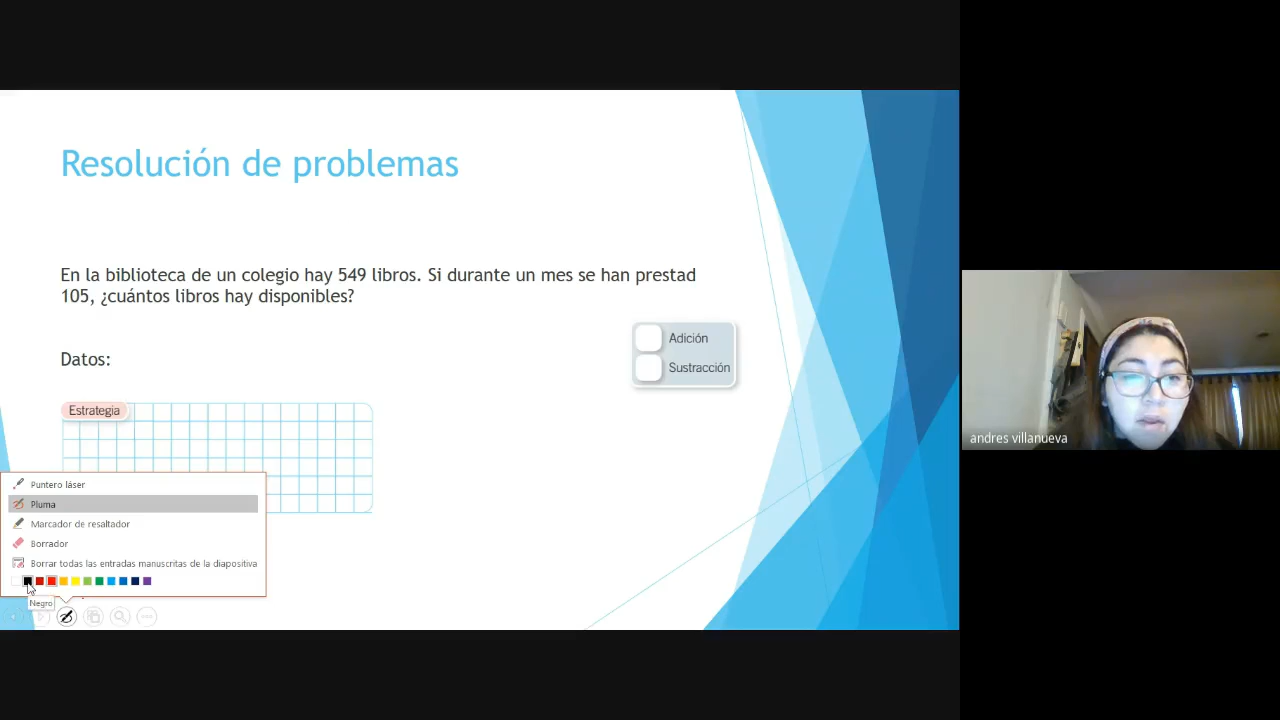 Resolución de problemas
En la biblioteca de un colegio hay 549 libros. Si durante un mes se han prestad
105, ¿cuántos libros hay disponibles?
Adición
Sustracción
Datos:
Estrategia
Puntero láser
Pluma
Marcador de resaltador
Borrador
Borrar todas las entradas manuscritas de la diapositiva
Negro
andres villanueva